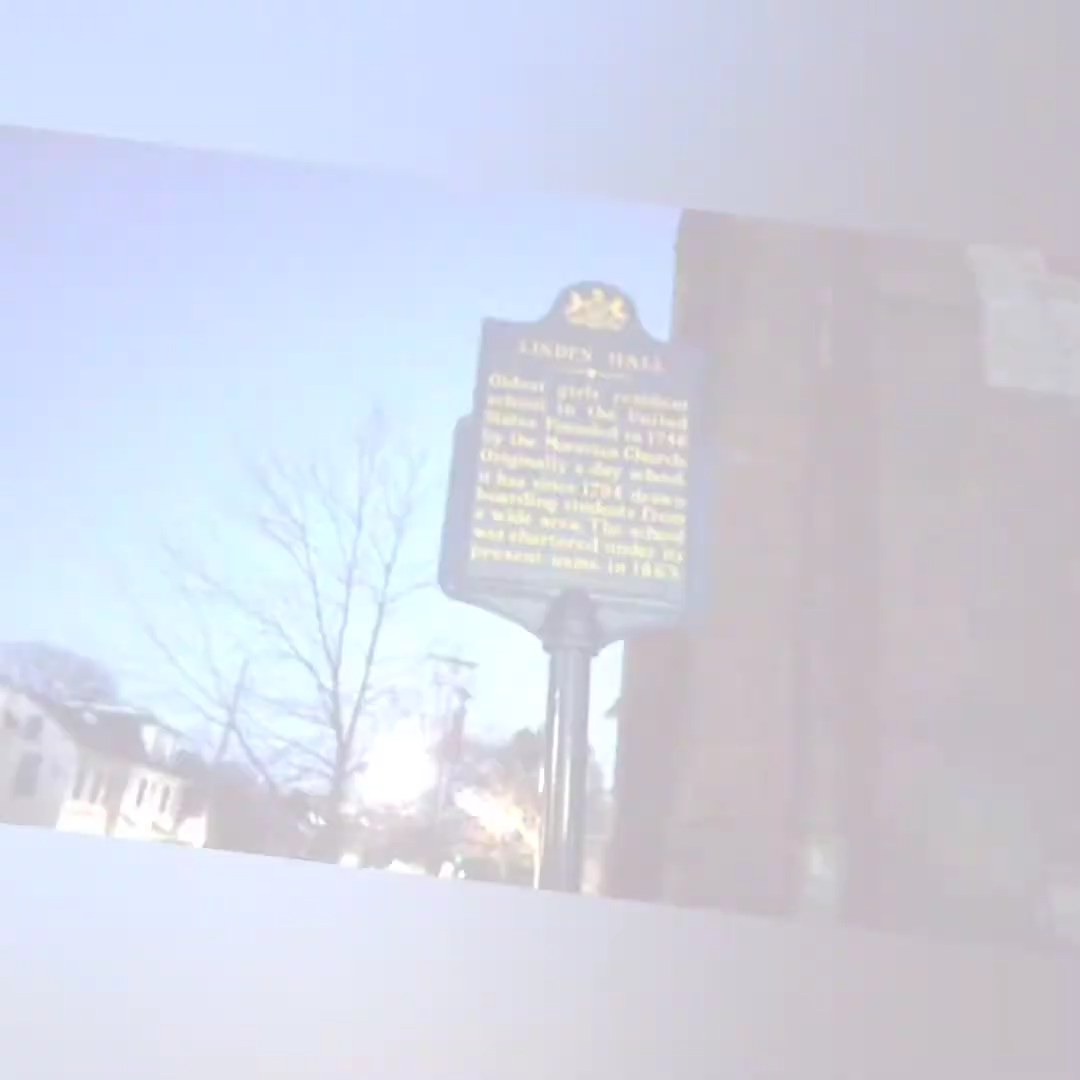 LINDEN HALL
Oldest girls resident
school in the United
States. Founded in 1746
by the Moravian Church.
Originally a day school,
it has since 1794 drawn
boarding students from
a wide area. The school
was chartered under its
present name in 1863.